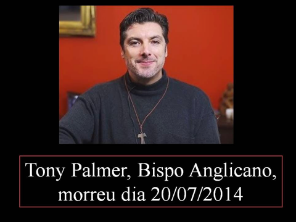 Tony Palmer, Bispo Anglicano,
morreu dia 20/07/2014